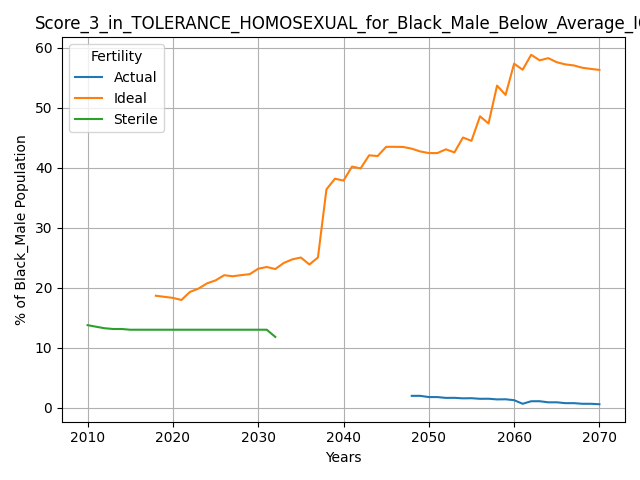 Score_3_in_TOLERANCE_HOMOSEXUAL_for_Black_Male_Below_Average_I
Fertility
Actual
Ideal
Sterile
% of Black_Male Population
60
50
40
30
20
10
0
2010 2020 2030 2040 2050 2060 2070
Years